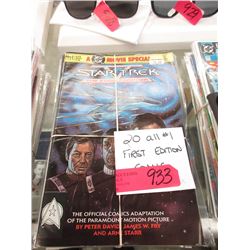 923
A DC MOVIE SPECIAL
STAR TREK
20 all #1
FIRST EDITION
933
THE OFFICIAL COMICS ADAPTATION
OF THE PARAMOUNT MOTION PICTURE
BY PETER DAVID, JAMES W. FRY
AND ARNE STARR